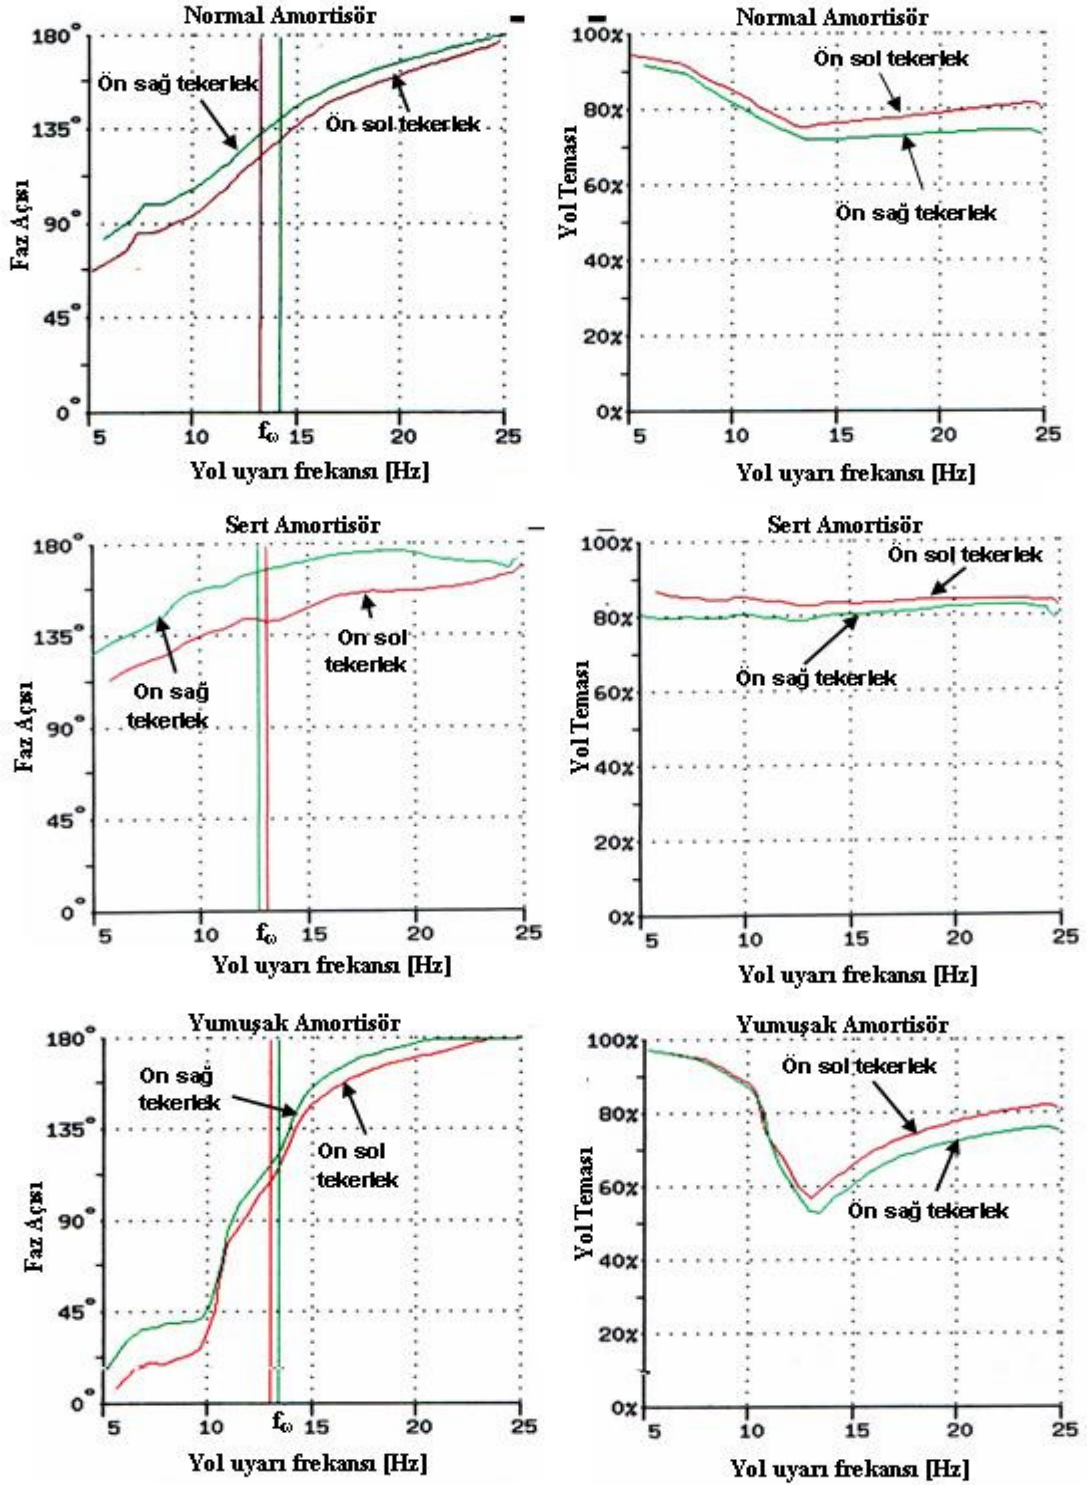 Normal Amortisör
180°
135°
90°
45°
0°
Faz Açısı
Ön sağ tekerlek
Ön sol tekerlek
5 10 fω 15 20 25
Yol uyarı frekansı [Hz]
Normal Amortisör
100%
80%
60%
40%
20%
0%
Yol Teması
Ön sol tekerlek
Ön sağ tekerlek
5 10 15 20 25
Yol uyarı frekansı [Hz]
Sert Amortisör
180°
135°
90°
45°
0°
Faz Açısı
On sağ
tekerlek
On sol
tekerlek
5 10 fω 15 20 25
Yol uyarı frekansı [Hz]
Sert Amortisör
100%
80%
60%
40%
20%
0%
Yol Teması
Ön sol tekerlek
Ön sağ tekerlek
5 10 15 20 25
Yol uyarı frekansı [Hz]
Yumuşak Amortisör
180°
135°
90°
45°
0°
Faz Açısı
On sağ
tekerlek
On sol
tekerlek
5 10 fω 15 20 25
Yol uyarı frekansı [Hz]
Yumuşak Amortisör
100%
80%
60%
40%
20%
0%
Yol Teması
Ön sol tekerlek
Ön sağ tekerlek
5 10 15 20 25
Yol uyarı frekansı [Hz]